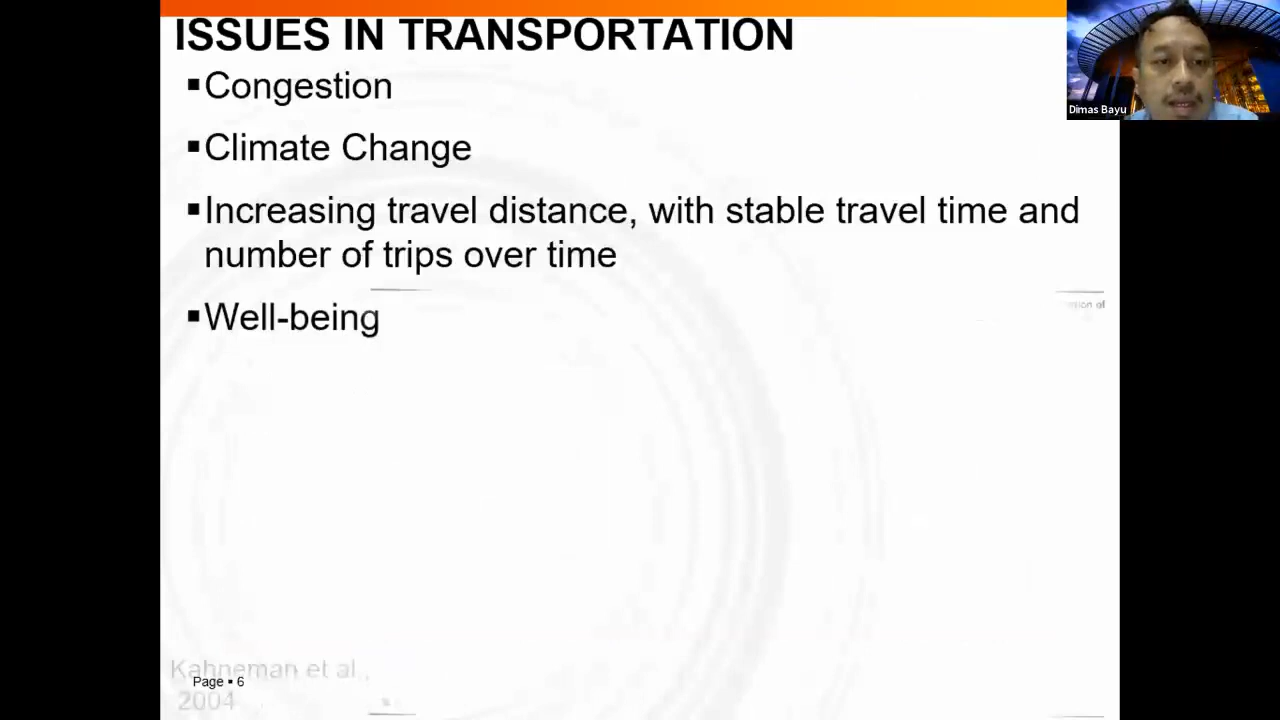 ISSUES IN TRANSPORTATION
▪Congestion
▪Climate Change
▪Increasing travel distance, with stable travel time and
number of trips over time
▪Well-being
Kahneman et al.,
2004
Page ▪ 6
Dimas Bayu